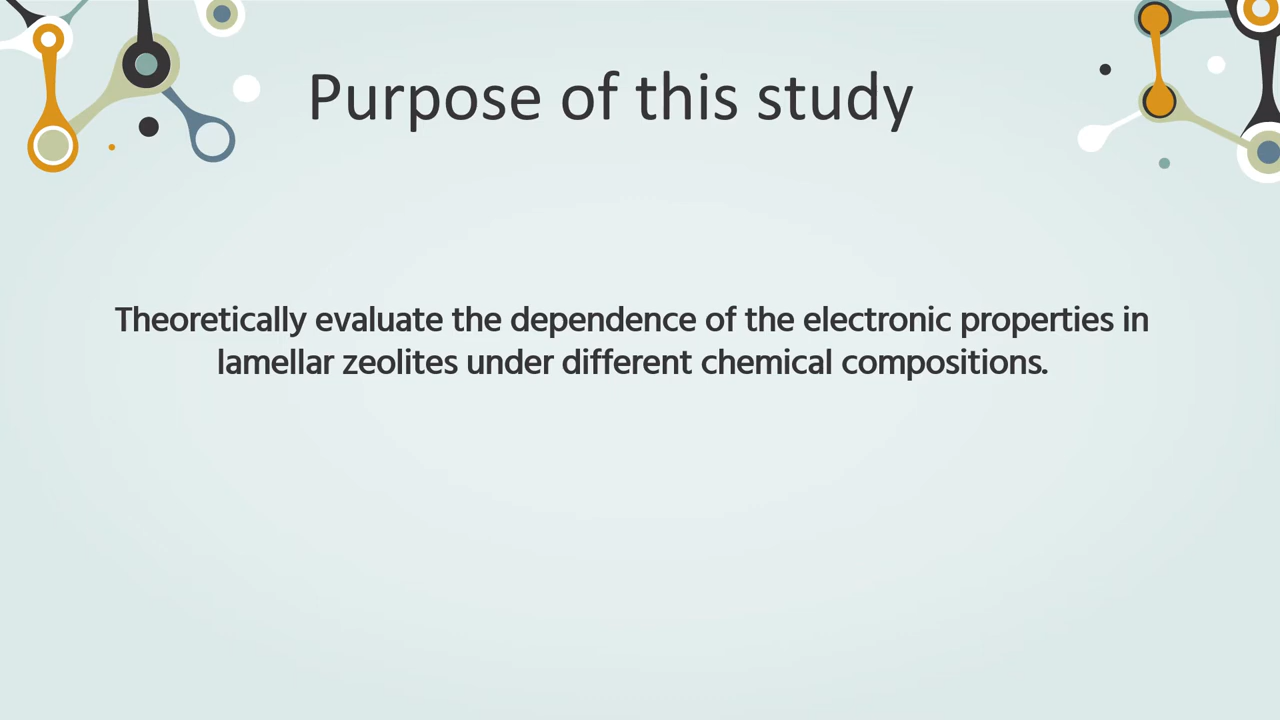 Purpose of this study
Theoretically evaluate the dependence of the electronic properties in
lamellar zeolites under different chemical compositions.